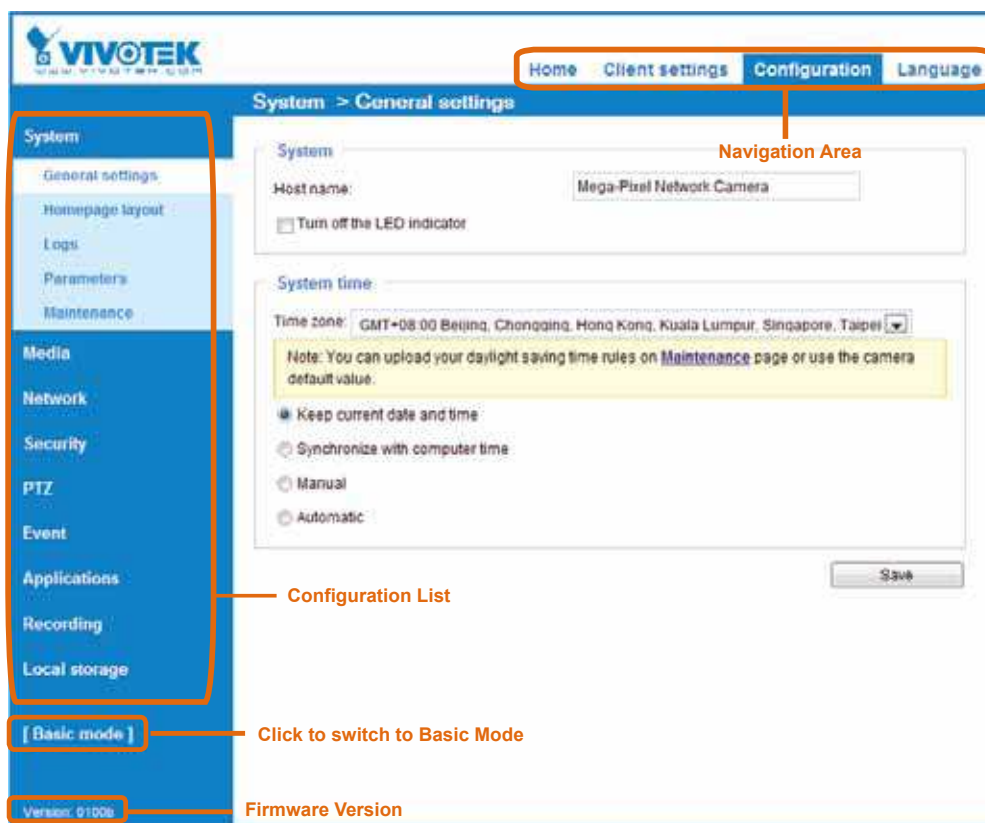 VIVOTEK
www.vivotek.com
Home Client settings Configuration Language
System > General settings
Navigation Area
System
General settings
Homepage layout
Logs
Parameters
Maintenance
Media
Network
Security
PTZ
Event
Applications
Recording
Local storage
[ Basic mode ]
Version: 0100b
System
Host name: Mega-Pixel Network Camera
Turn off the LED indicator
System time
Time zone: GMT+08:00 Beijing, Chongqing, Hong Kong, Kuala Lumpur, Singapore, Taipei
Note: You can upload your daylight saving time rules on Maintenance page or use the camera
default value.
Keep current date and time
Synchronize with computer time
Manual
Automatic
Save
Configuration List
Click to switch to Basic Mode
Firmware Version